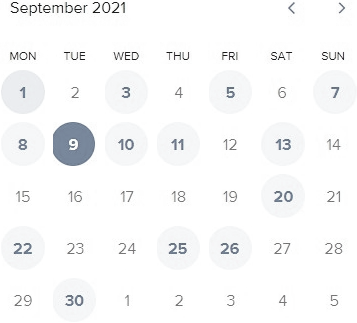 September 2021
MON TUE WED THU FRI SAT SUN
1 2 3 4 5 6 7
8 9 10 11 12 13 14
15 16 17 18 19 20 21
22 23 24 25 26 27 28
29 30 1 2 3 4 5